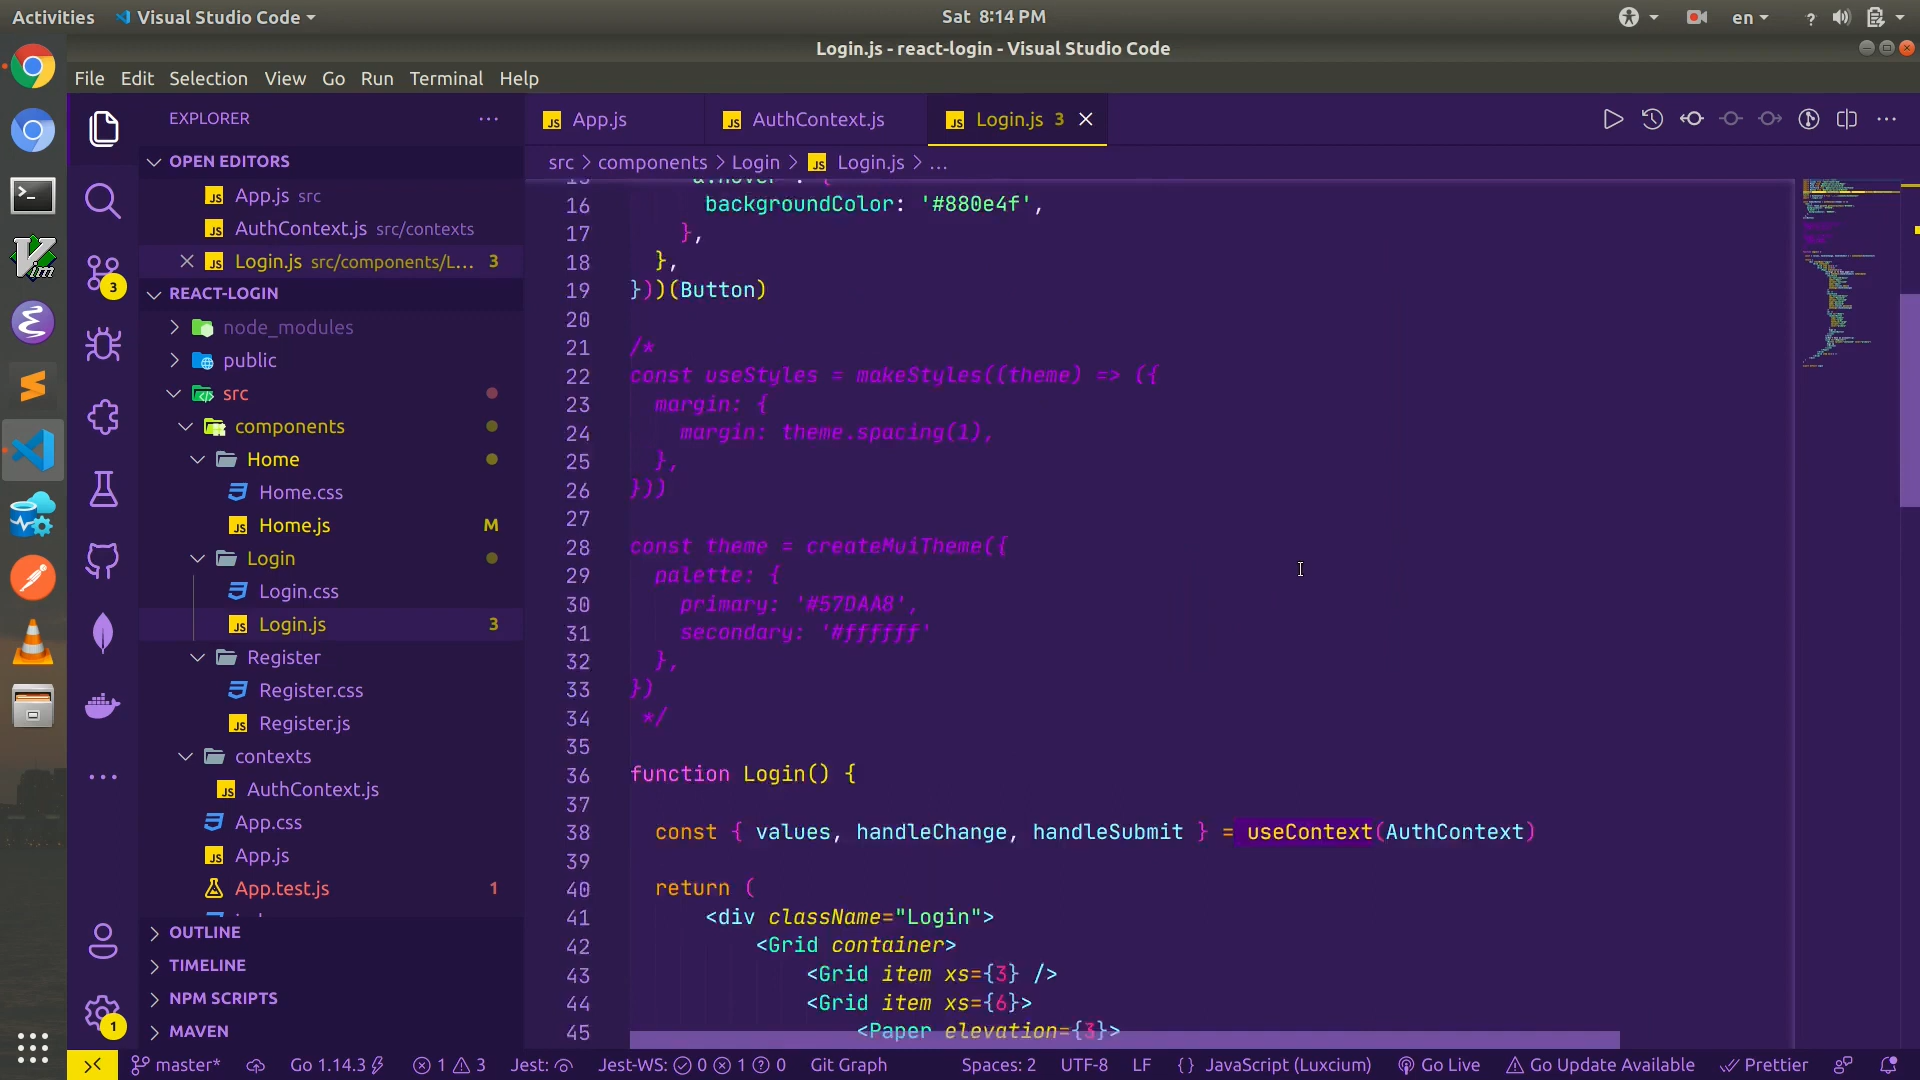 Activities
Visual Studio Code
Sat 8:14 PM
en
?
Login.js - react-login - Visual Studio Code
File Edit Selection View Go Run Terminal Help
EXPLORER
OPEN EDITORS
App.js src
AuthContext.js src/contexts
Login.js src/components/L... 3
REACT-LOGIN
node_modules
public
src
components
Home
Home.css
Home.js M
Login
Login.css
Login.js 3
Register
Register.css
Register.js
contexts
AuthContext.js
App.css
App.js
App.test.js 1
OUTLINE
TIMELINE
NPM SCRIPTS
MAVEN
3
1
App.js
AuthContext.js
Login.js 3
src > components > Login > Login.js > ...
16 backgroundColor: '#880e4f',
17 },
18 },
19 }))(Button)
20
21 /*
22 const useStyles = makeStyles((theme) => ({
23 margin: {
24 margin: theme.spacing(1),
25 },
26 }))
27
28 const theme = createMuiTheme({
29 palette: {
30 primary: '#57DAA8',
31 secondary: '#ffffff'
32 },
33 })
34 */
35
36 function Login() {
37
38 const { values, handleChange, handleSubmit } = useContext(AuthContext)
39
40 return (
41 <div className="Login">
42 <Grid container>
43 <Grid item xs={3} />
44 <Grid item xs={6}>
45 <Paper elevation={3}>
master* Go 1.14.3 1 3 Jest: Jest-WS: 0 1 0 Git Graph Spaces: 2 UTF-8 LF {} JavaScript (Luxcium) Go Live Go Update Available Prettier